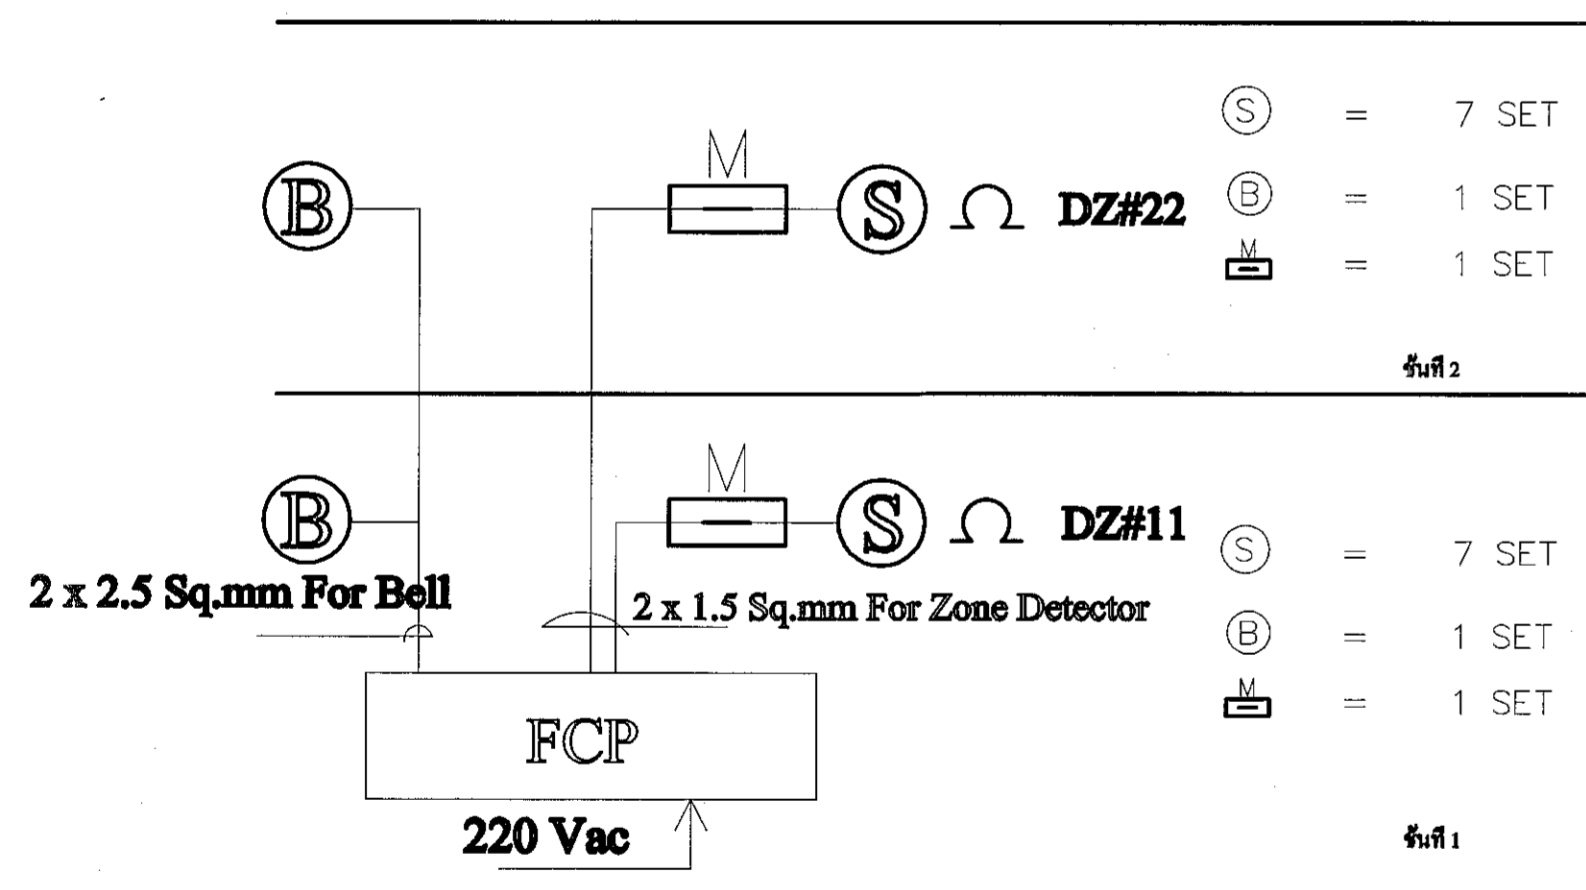 S = 7 SET
M
B
S Ω DZ#22
B = 1 SET
M = 1 SET
ชั้นที่ 2
M
B
S Ω DZ#11
S = 7 SET
2 x 2.5 Sq.mm For Bell
2 x 1.5 Sq.mm For Zone Detector
B = 1 SET
M = 1 SET
FCP
220 Vac
ชั้นที่ 1